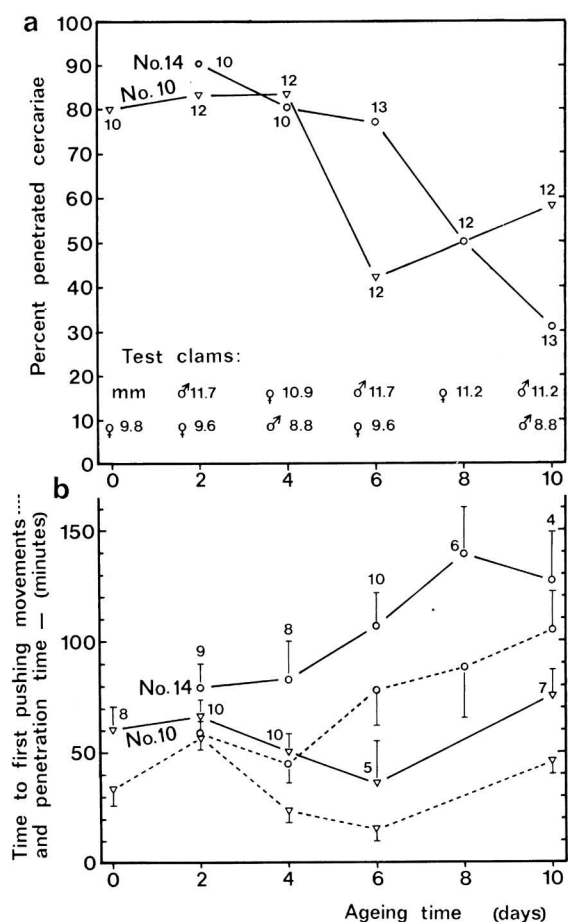 a
100
90
80
70
60
50
40
30
20
10
0
Percent penetrated cercariae
No.14
10
No.10
12
13
10
12
10
12
12
12
12
13
Test clams:
mm ♂11.7 ♀10.9 ♂11.7 ♀11.2 ♂11.2
♀9.8 ♀9.6 ♂8.8 ♀9.6 ♂8.8
0 2 4 6 8 10
b
150
100
50
0
Time to first pushing movements ----
and penetration time — (minutes)
4
6
10
9
8
No.14
8
10
No.10
10
7
5
0 2 4 6 8 10
Ageing time (days)